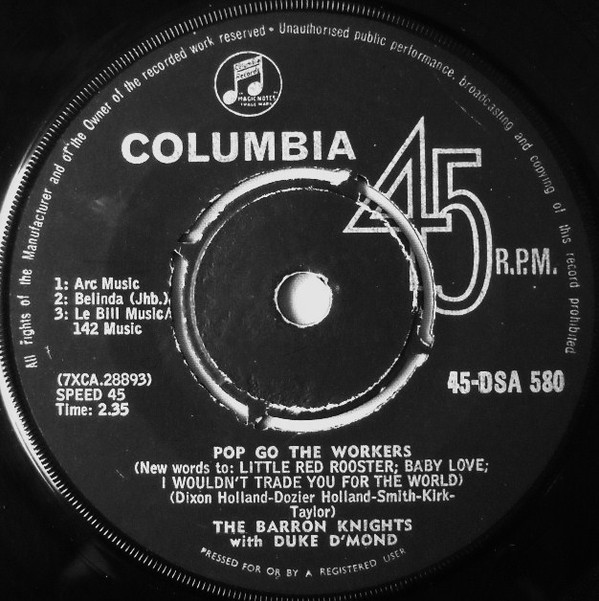 All rights of the Manufacturer and of the Owner of the recorded work reserved • Unauthorised public performance, broadcasting and copying of this record prohibited
MAGIC NOTES
TRADE MARK
COLUMBIA
45
R.P.M.
1: Arc Music
2: Belinda (Jhb.)
3: Le Bill Music/
142 Music
(7XCA.28893)
SPEED 45
Time: 2.35
45-DSA 580
POP GO THE WORKERS
(New words to: LITTLE RED ROOSTER; BABY LOVE;
I WOULDN'T TRADE YOU FOR THE WORLD)
(Dixon Holland-Dozier Holland-Smith-Kirk-
Taylor)
THE BARRON KNIGHTS
with DUKE D'MOND
PRESSED FOR OR BY A REGISTERED USER